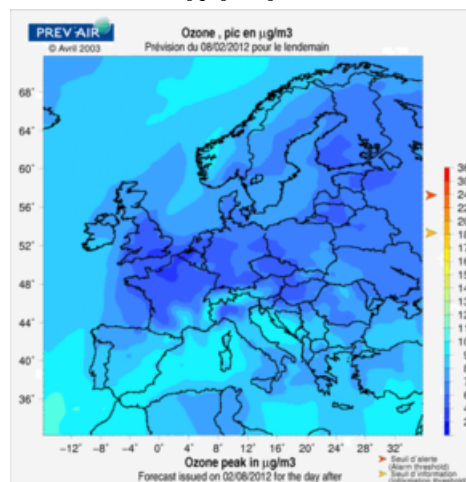 PREV'AIR
© Avril 2003
Ozone , pic en µg/m3
Prévision du 08/02/2012 pour le lendemain
68°
64°
60°
56°
52°
48°
44°
40°
36°
−12° −8° −4° 0° 4° 8° 12° 16° 20° 24° 28° 32°
Ozone peak in µg/m3
Forecast issued on 02/08/2012 for the day after
Seuil d'alerte
(Alarm threshold)
Seuil d'information